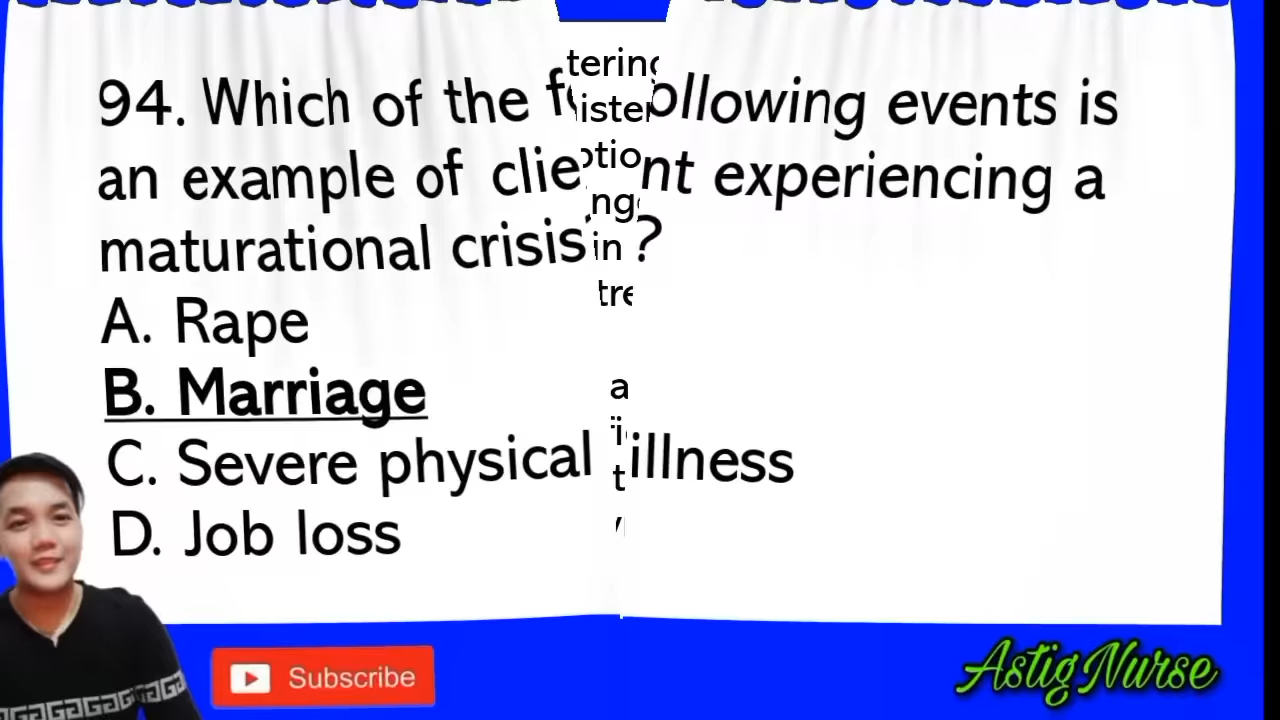 94. Which of the following events is
an example of client experiencing a
maturational crisis?
A. Rape
B. Marriage
C. Severe physical illness
D. Job loss
Subscribe
AstigNurse